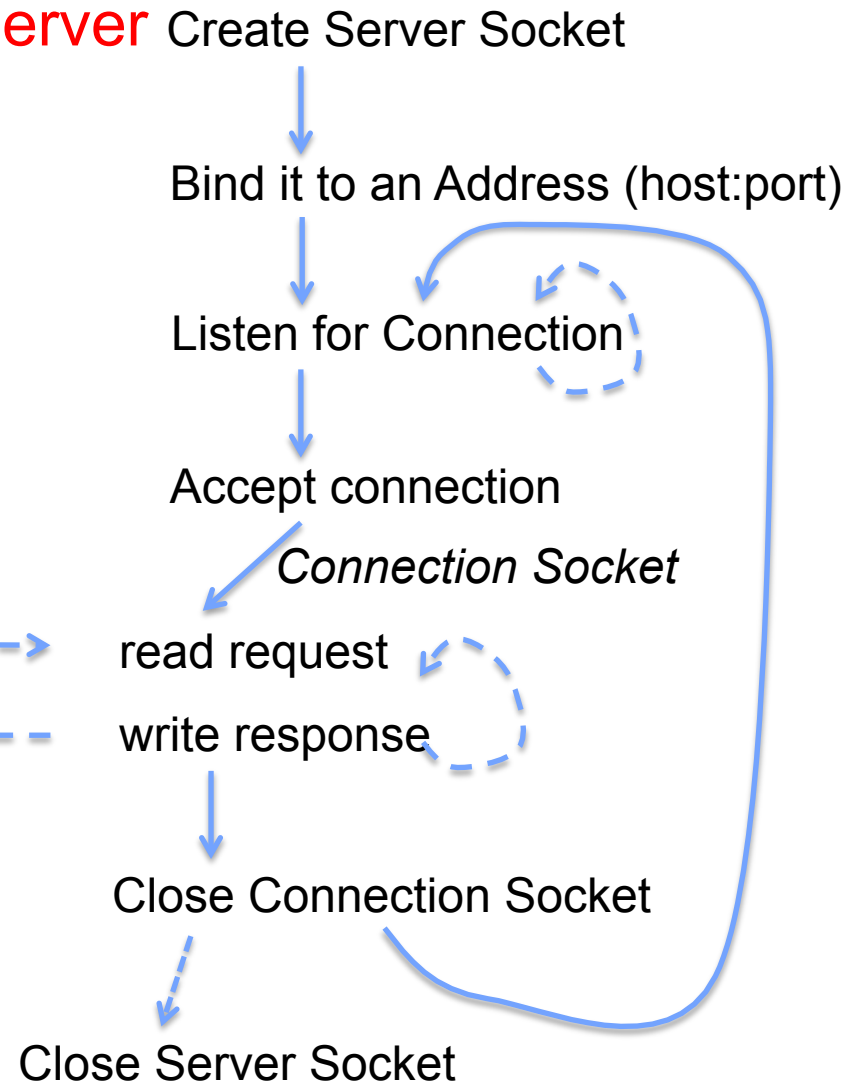 erver Create Server Socket
Bind it to an Address (host:port)
Listen for Connection
Accept connection
Connection Socket
read request
write response
Close Connection Socket
Close Server Socket